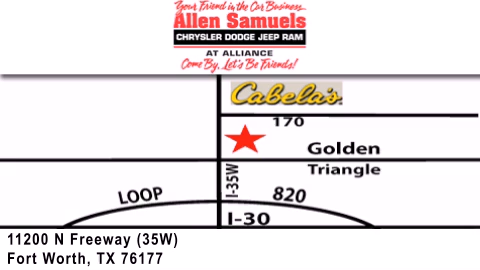 Your Friend in the Car Business...
Allen Samuels
CHRYSLER DODGE JEEP RAM
AT ALLIANCE
Come By, Let's Be Friends!
Cabela's
170
Golden
Triangle
I-35W
LOOP 820
I-30
11200 N Freeway (35W)
Fort Worth, TX 76177